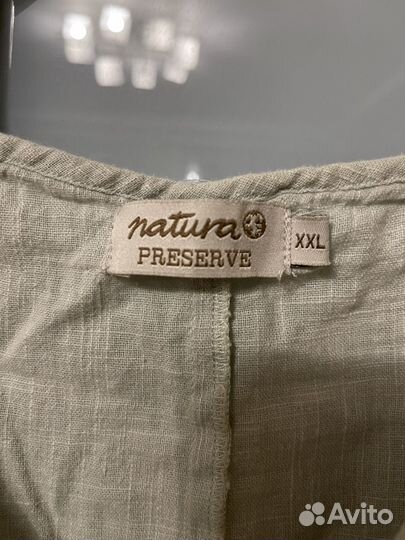 natura
PRESERVE
XXL
Avito